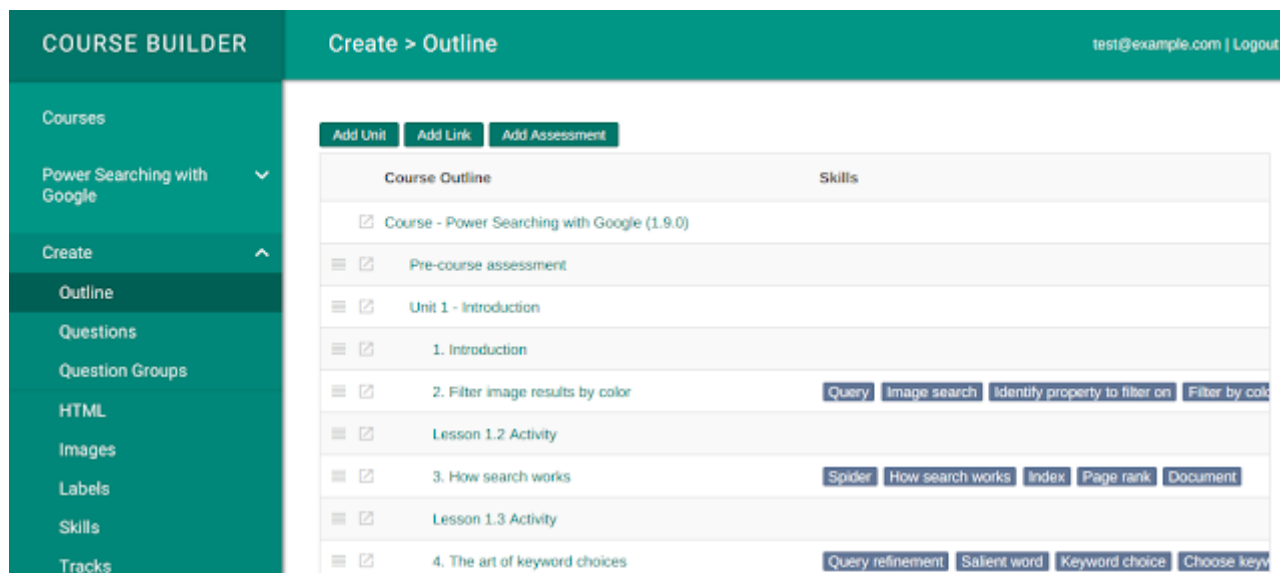 COURSE BUILDER
Create > Outline
test@example.com | Logout
Courses
Power Searching with
Google
Create
Outline
Questions
Question Groups
HTML
Images
Labels
Skills
Tracks
Add Unit Add Link Add Assessment
Course Outline Skills
Course - Power Searching with Google (1.9.0)
Pre-course assessment
Unit 1 - Introduction
1. Introduction
2. Filter image results by color Query Image search Identify property to filter on Filter by
Lesson 1.2 Activity
3. How search works Spider How search works Index Page rank Document
Lesson 1.3 Activity
4. The art of keyword choices Query refinement Salient word Keyword choice Choose